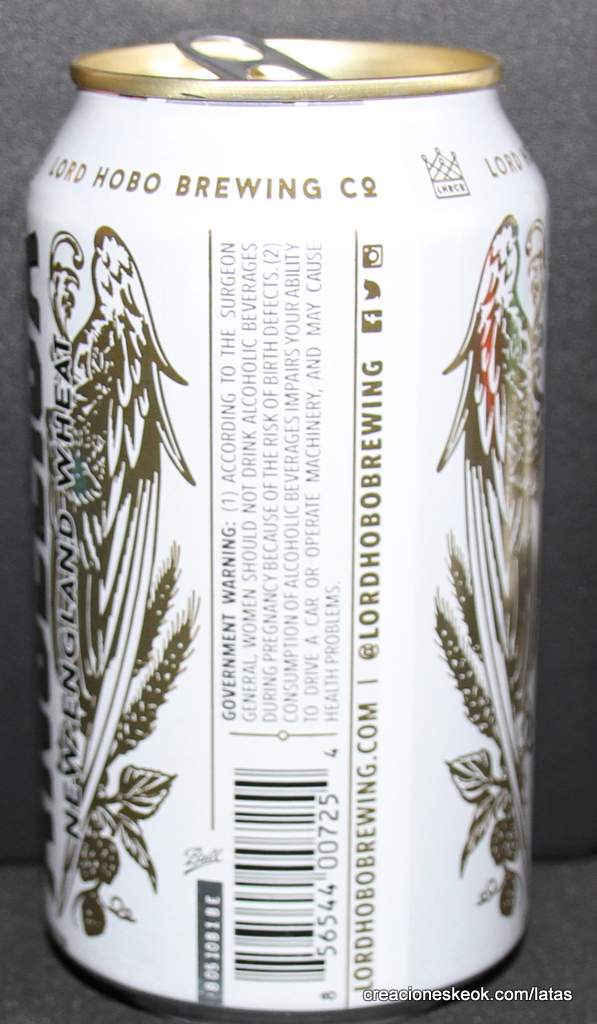 LORD HOBO BREWING CO
LHBCO
LORD
NEW ENGLAND WHEAT
GOVERNMENT WARNING: (1) ACCORDING TO THE SURGEON
GENERAL, WOMEN SHOULD NOT DRINK ALCOHOLIC BEVERAGES
DURING PREGNANCY BECAUSE OF THE RISK OF BIRTH DEFECTS. (2)
CONSUMPTION OF ALCOHOLIC BEVERAGES IMPAIRS YOUR ABILITY
TO DRIVE A CAR OR OPERATE MACHINERY, AND MAY CAUSE
HEALTH PROBLEMS.
LORDHOBOBREWING.COM | @LORDHOBOBREWING
Ball
8 56544 00725 4
creacioneskeok.com/latas